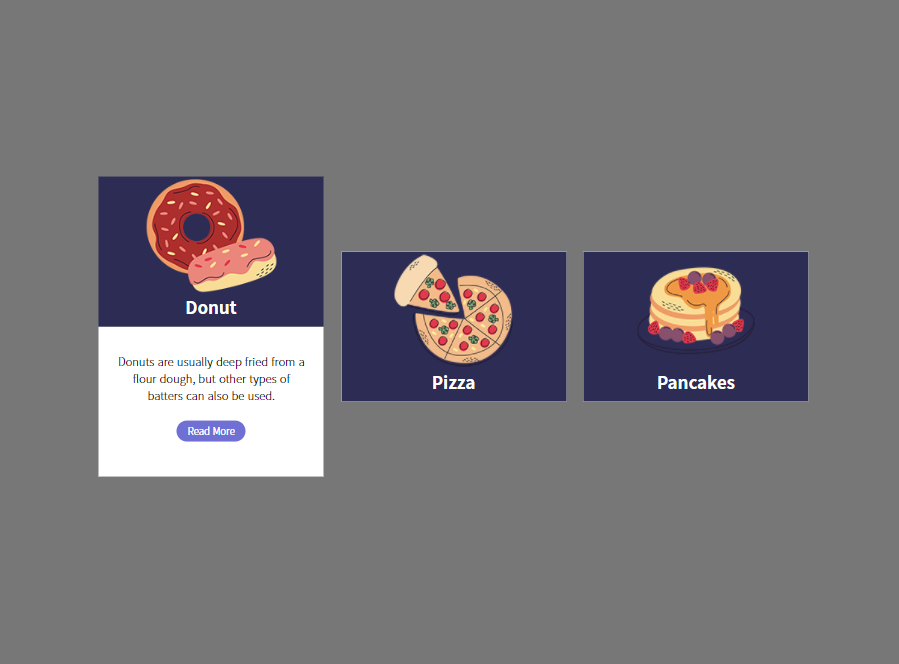 Donut
Donuts are usually deep fried from a
flour dough, but other types of
batters can also be used.
Read More
Pizza
Pancakes